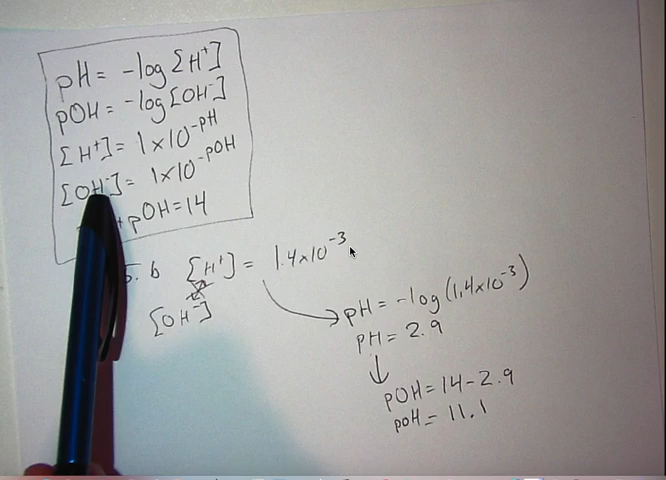 pH = -log [H⁺]
pOH = -log [OH⁻]
[H⁺] = 1×10⁻ᵖᴴ
[OH⁻] = 1×10⁻ᵖᴼᴴ
+ pOH = 14
5. b [H⁺] = 1.4×10⁻³
[OH⁻]
pH = -log (1.4×10⁻³)
pH = 2.9
pOH = 14 - 2.9
pOH = 11.1